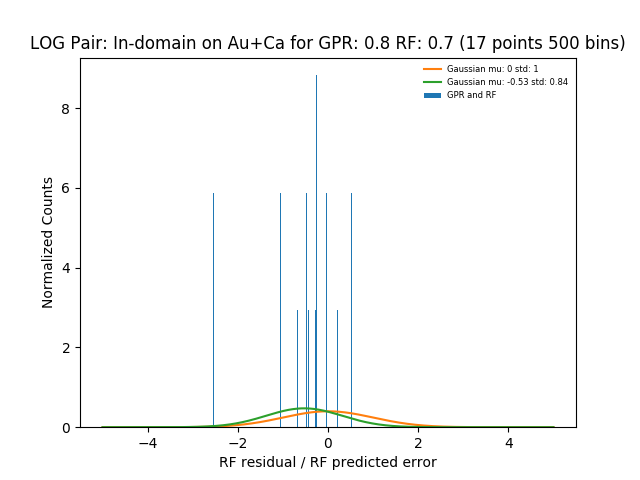 LOG Pair: In-domain on Au+Ca for GPR: 0.8 RF: 0.7 (17 points 500 bins)
Gaussian mu: 0 std: 1
Gaussian mu: -0.53 std: 0.84
GPR and RF
Normalized Counts
8
6
4
2
0
−4
−2
0
2
4
RF residual / RF predicted error